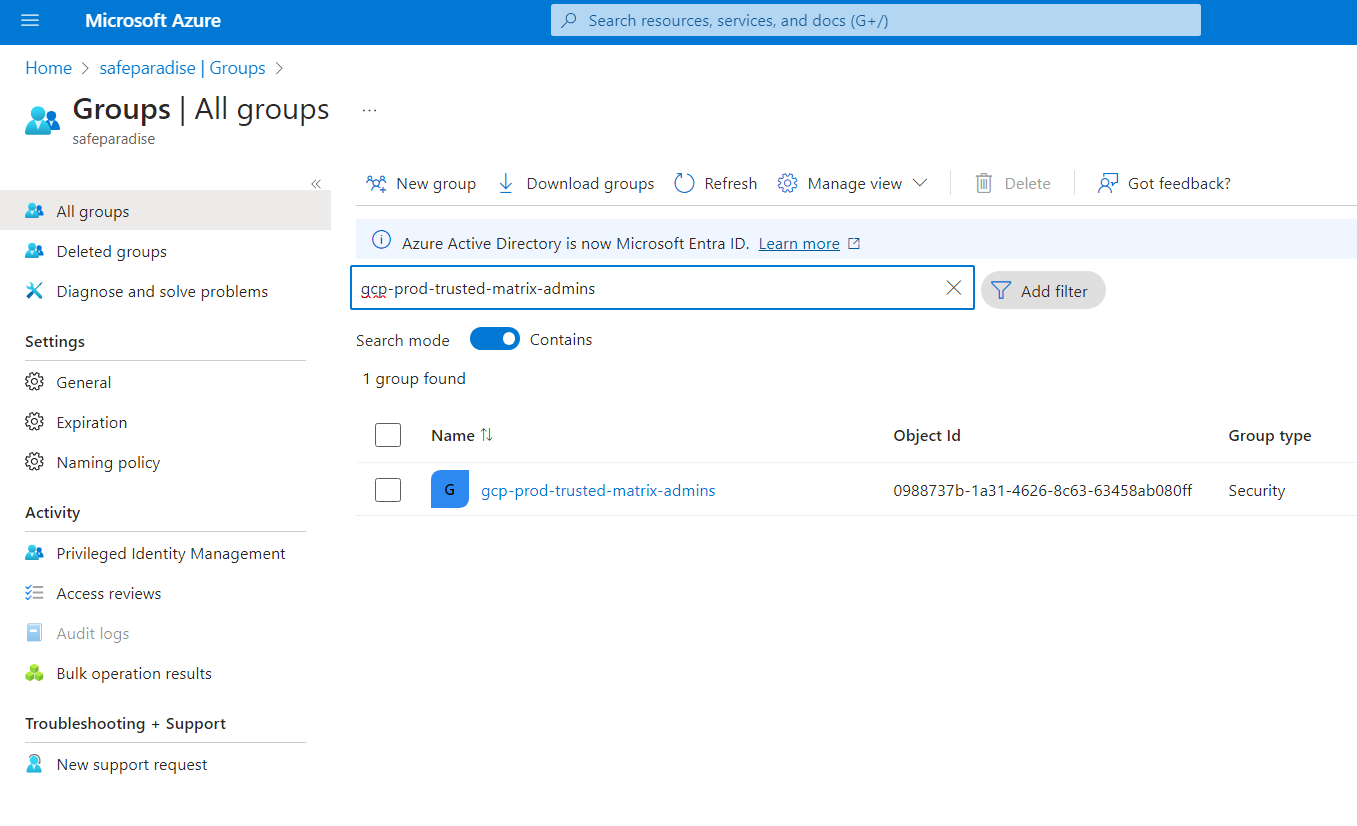 Microsoft Azure
Search resources, services, and docs (G+/)
Home > safeparadise | Groups >
Groups | All groups ...
safeparadise
«
All groups
Deleted groups
Diagnose and solve problems
Settings
General
Expiration
Naming policy
Activity
Privileged Identity Management
Access reviews
Audit logs
Bulk operation results
Troubleshooting + Support
New support request
New group Download groups Refresh Manage view Delete Got feedback?
Azure Active Directory is now Microsoft Entra ID. Learn more
gcp-prod-trusted-matrix-admins
Add filter
Search mode Contains
1 group found
Name Object Id Group type
G gcp-prod-trusted-matrix-admins 0988737b-1a31-4626-8c63-63458ab080ff Security